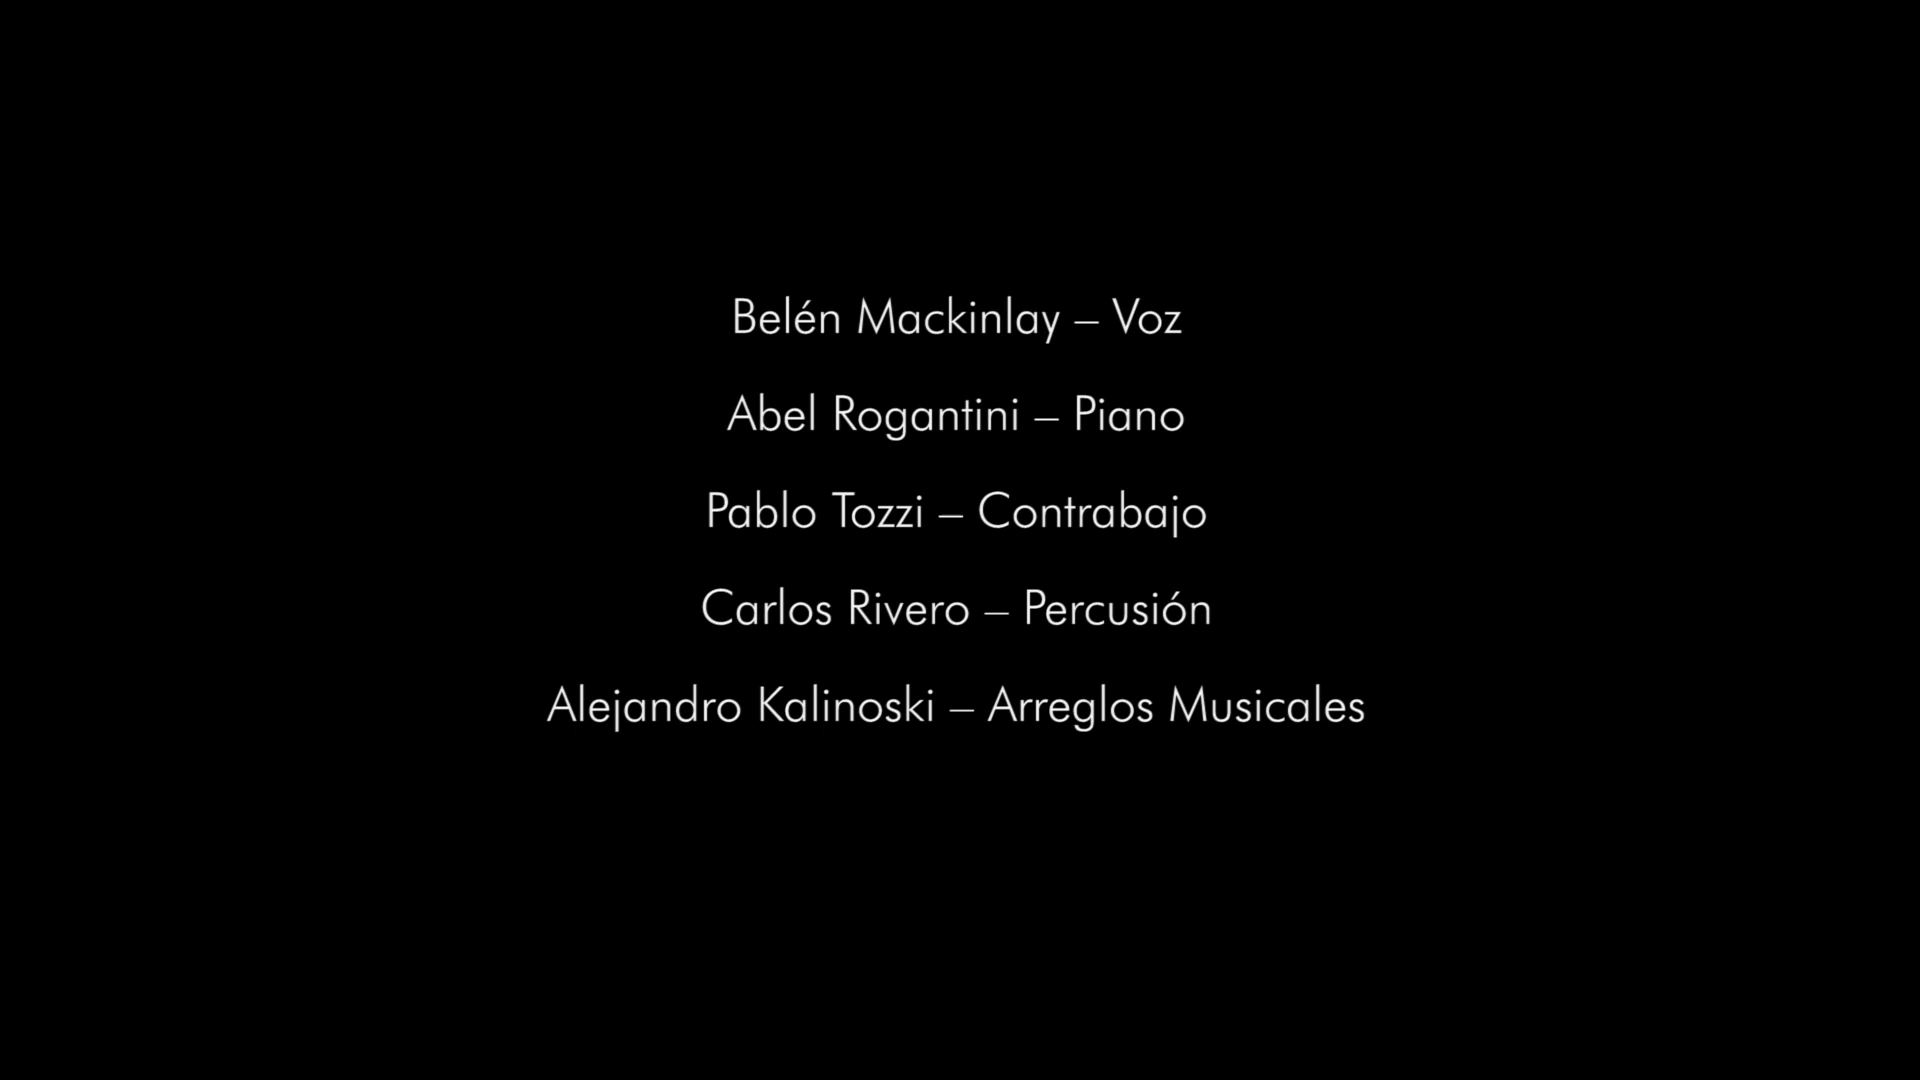 Belén Mackinlay – Voz
Abel Rogantini – Piano
Pablo Tozzi – Contrabajo
Carlos Rivero – Percusión
Alejandro Kalinoski – Arreglos Musicales